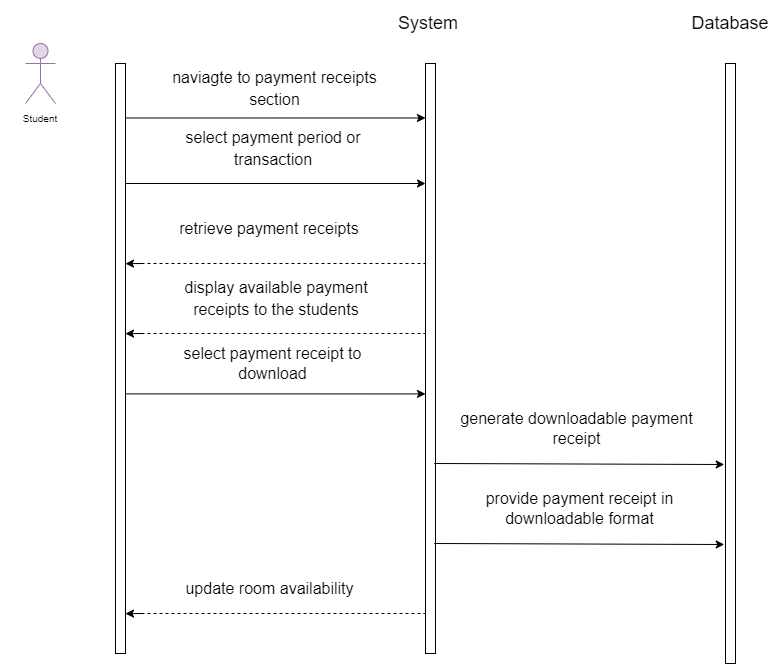 System
Database
Student
naviagte to payment receipts
section
select payment period or
transaction
retrieve payment receipts
display available payment
receipts to the students
select payment receipt to
download
generate downloadable payment
receipt
provide payment receipt in
downloadable format
update room availability